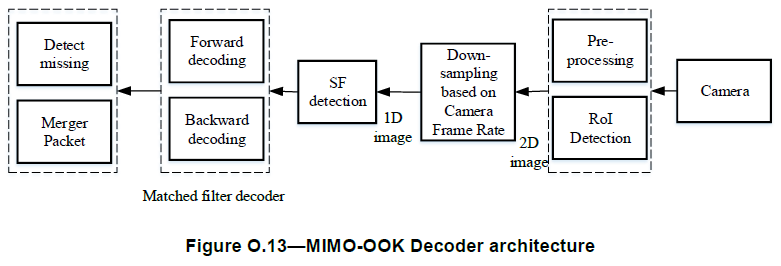 Detect
missing
Merger
Packet
Forward
decoding
Backward
decoding
Matched filter decoder
SF
detection
1D
image
Down-
sampling
based on
Camera
Frame Rate
2D
image
Pre-
processing
RoI
Detection
Camera
Figure O.13—MIMO-OOK Decoder architecture